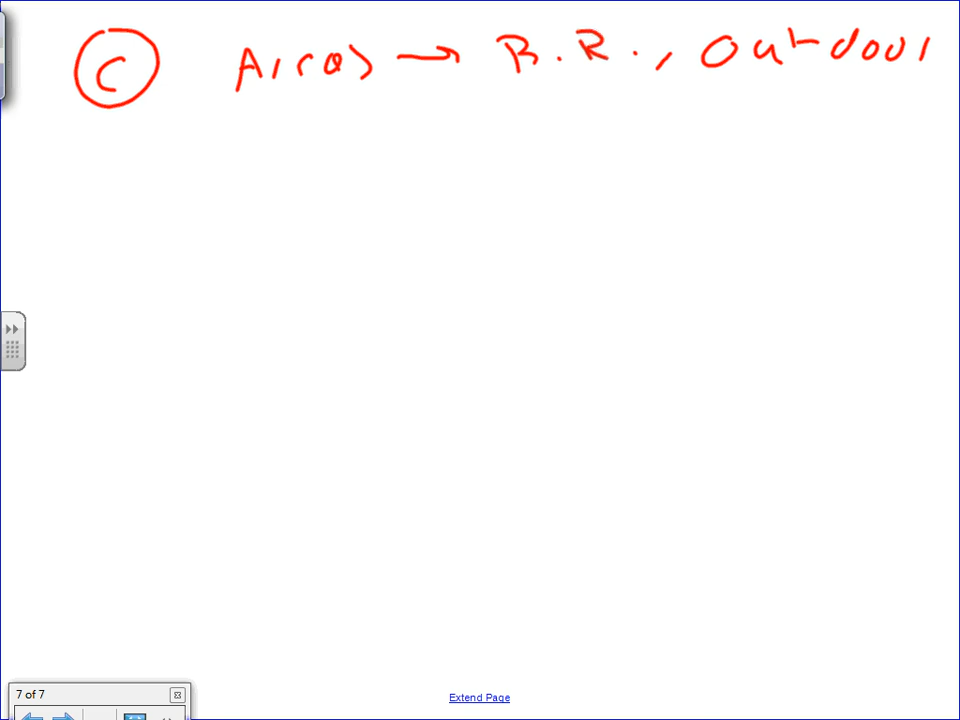 C Areas → B.R., Outdoor
7 of 7
Extend Page